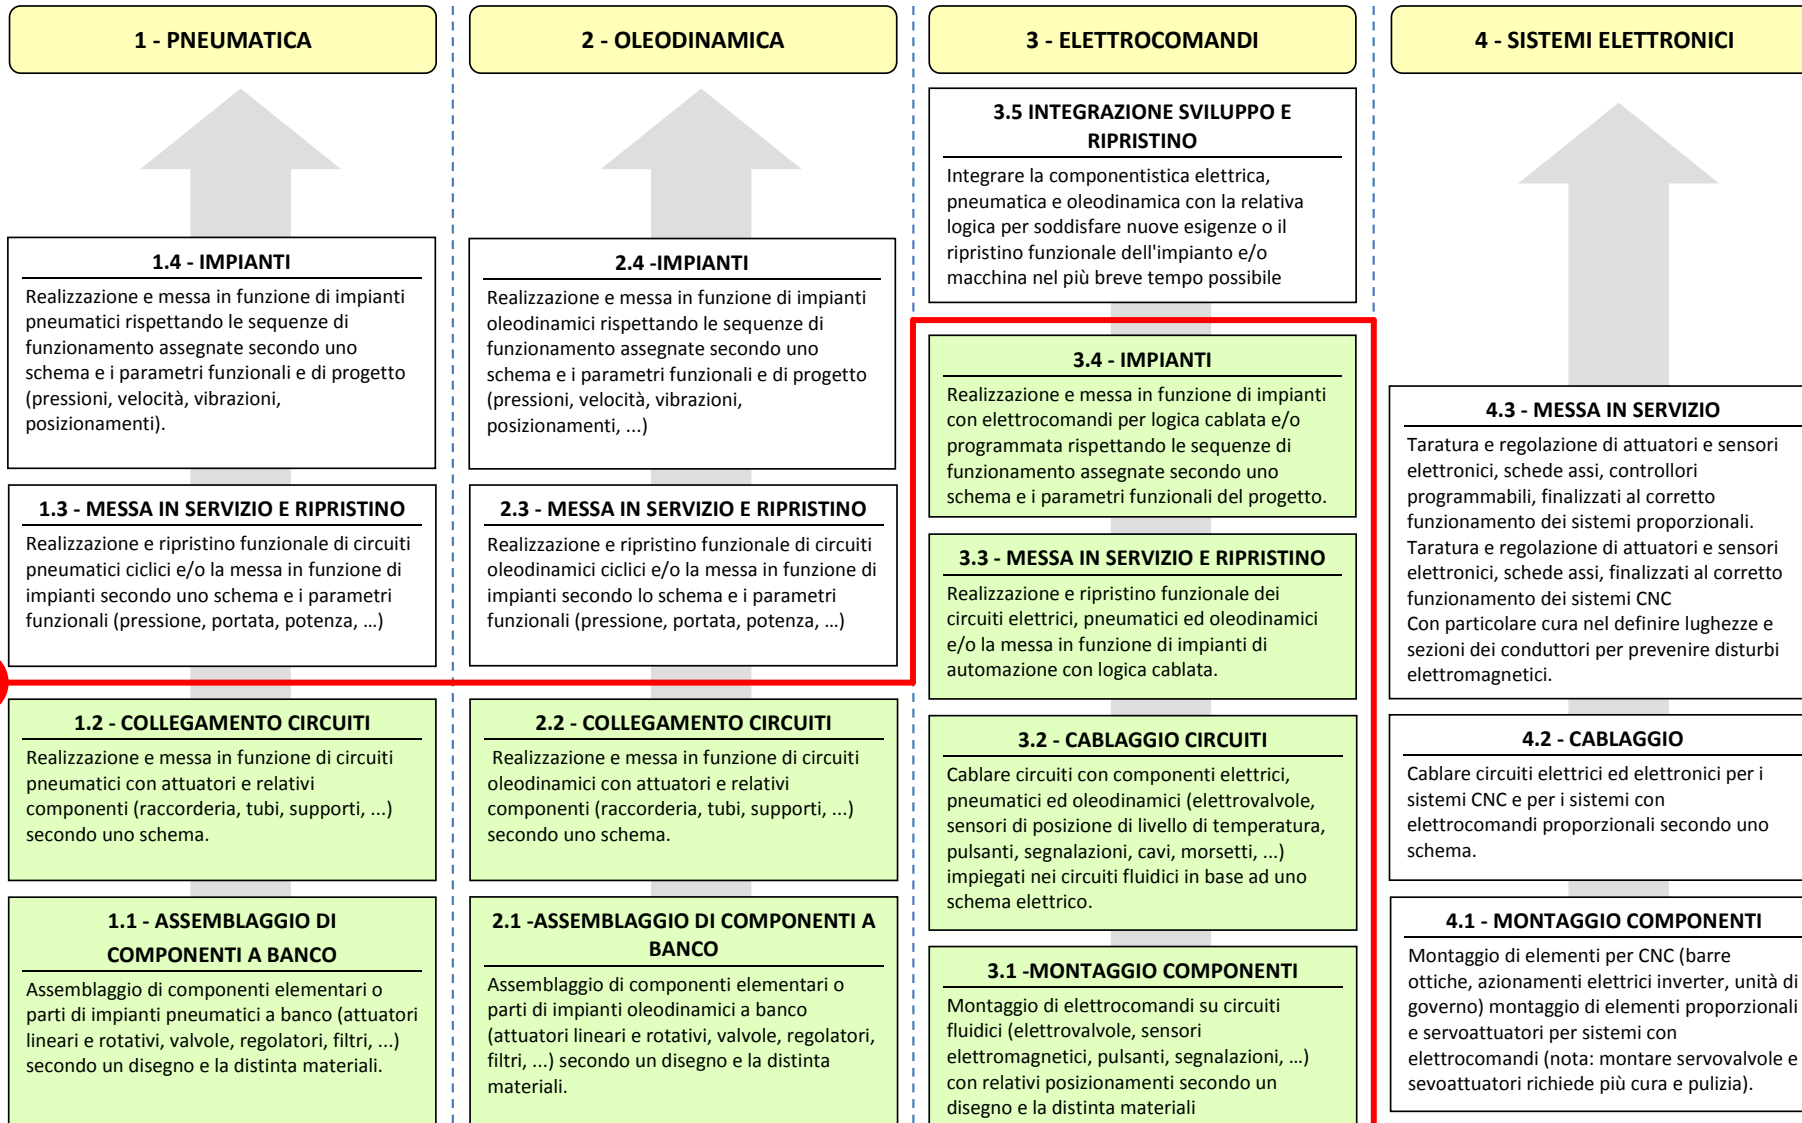 1 - PNEUMATICA
1.4 - IMPIANTI
Realizzazione e messa in funzione di impianti
pneumatici rispettando le sequenze di
funzionamento assegnate secondo uno
schema e i parametri funzionali e di progetto
(pressioni, velocità, vibrazioni,
posizionamenti).
1.3 - MESSA IN SERVIZIO E RIPRISTINO
Realizzazione e ripristino funzionale di circuiti
pneumatici ciclici e/o la messa in funzione di
impianti secondo uno schema e i parametri
funzionali (pressione, portata, potenza, ...)
1.2 - COLLEGAMENTO CIRCUITI
Realizzazione e messa in funzione di circuiti
pneumatici con attuatori e relativi
componenti (raccorderia, tubi, supporti, ...)
secondo uno schema.
1.1 - ASSEMBLAGGIO DI
COMPONENTI A BANCO
Assemblaggio di componenti elementari o
parti di impianti pneumatici a banco (attuatori
lineari e rotativi, valvole, regolatori, filtri, ...)
secondo un disegno e la distinta materiali.
2 - OLEODINAMICA
2.4 -IMPIANTI
Realizzazione e messa in funzione di impianti
oleodinamici rispettando le sequenze di
funzionamento assegnate secondo uno
schema e i parametri funzionali e di progetto
(pressioni, velocità, vibrazioni,
posizionamenti, ...)
2.3 - MESSA IN SERVIZIO E RIPRISTINO
Realizzazione e ripristino funzionale di circuiti
oleodinamici ciclici e/o la messa in funzione di
impianti secondo lo schema e i parametri
funzionali (pressione, portata, potenza, ...)
2.2 - COLLEGAMENTO CIRCUITI
Realizzazione e messa in funzione di circuiti
oleodinamici con attuatori e relativi
componenti (raccorderia, tubi, supporti, ...)
secondo uno schema.
2.1 -ASSEMBLAGGIO DI COMPONENTI A
BANCO
Assemblaggio di componenti elementari o
parti di impianti oleodinamici a banco
(attuatori lineari e rotativi, valvole, regolatori,
filtri, ...) secondo un disegno e la distinta
materiali.
3 - ELETTROCOMANDI
3.5 INTEGRAZIONE SVILUPPO E
RIPRISTINO
Integrare la componentistica elettrica,
pneumatica e oleodinamica con la relativa
logica per soddisfare nuove esigenze o il
ripristino funzionale dell'impianto e/o
macchina nel più breve tempo possibile
3.4 - IMPIANTI
Realizzazione e messa in funzione di impianti
con elettrocomandi per logica cablata e/o
programmata rispettando le sequenze di
funzionamento assegnate secondo uno
schema e i parametri funzionali del progetto.
3.3 - MESSA IN SERVIZIO E RIPRISTINO
Realizzazione e ripristino funzionale dei
circuiti elettrici, pneumatici ed oleodinamici
e/o la messa in funzione di impianti di
automazione con logica cablata.
3.2 - CABLAGGIO CIRCUITI
Cablare circuiti con componenti elettrici,
pneumatici ed oleodinamici (elettrovalvole,
sensori di posizione di livello di temperatura,
pulsanti, segnalazioni, cavi, morsetti, ...)
impiegati nei circuiti fluidici in base ad uno
schema elettrico.
3.1 -MONTAGGIO COMPONENTI
Montaggio di elettrocomandi su circuiti
fluidici (elettrovalvole, sensori
elettromagnetici, pulsanti, segnalazioni, ...)
con relativi posizionamenti secondo un
disegno e la distinta materiali
4 - SISTEMI ELETTRONICI
4.3 - MESSA IN SERVIZIO
Taratura e regolazione di attuatori e sensori
elettronici, schede assi, controllori
programmabili, finalizzati al corretto
funzionamento dei sistemi proporzionali.
Taratura e regolazione di attuatori e sensori
elettronici, schede assi, finalizzati al corretto
funzionamento dei sistemi CNC
Con particolare cura nel definire lughezze e
sezioni dei conduttori per prevenire disturbi
elettromagnetici.
4.2 - CABLAGGIO
Cablare circuiti elettrici ed elettronici per i
sistemi CNC e per i sistemi con
elettrocomandi proporzionali secondo uno
schema.
4.1 - MONTAGGIO COMPONENTI
Montaggio di elementi per CNC (barre
ottiche, azionamenti elettrici inverter, unità di
governo) montaggio di elementi proporzionali
e servoattuatori per sistemi con
elettrocomandi (nota: montare servovalvole e
sevoattuatori richiede più cura e pulizia).